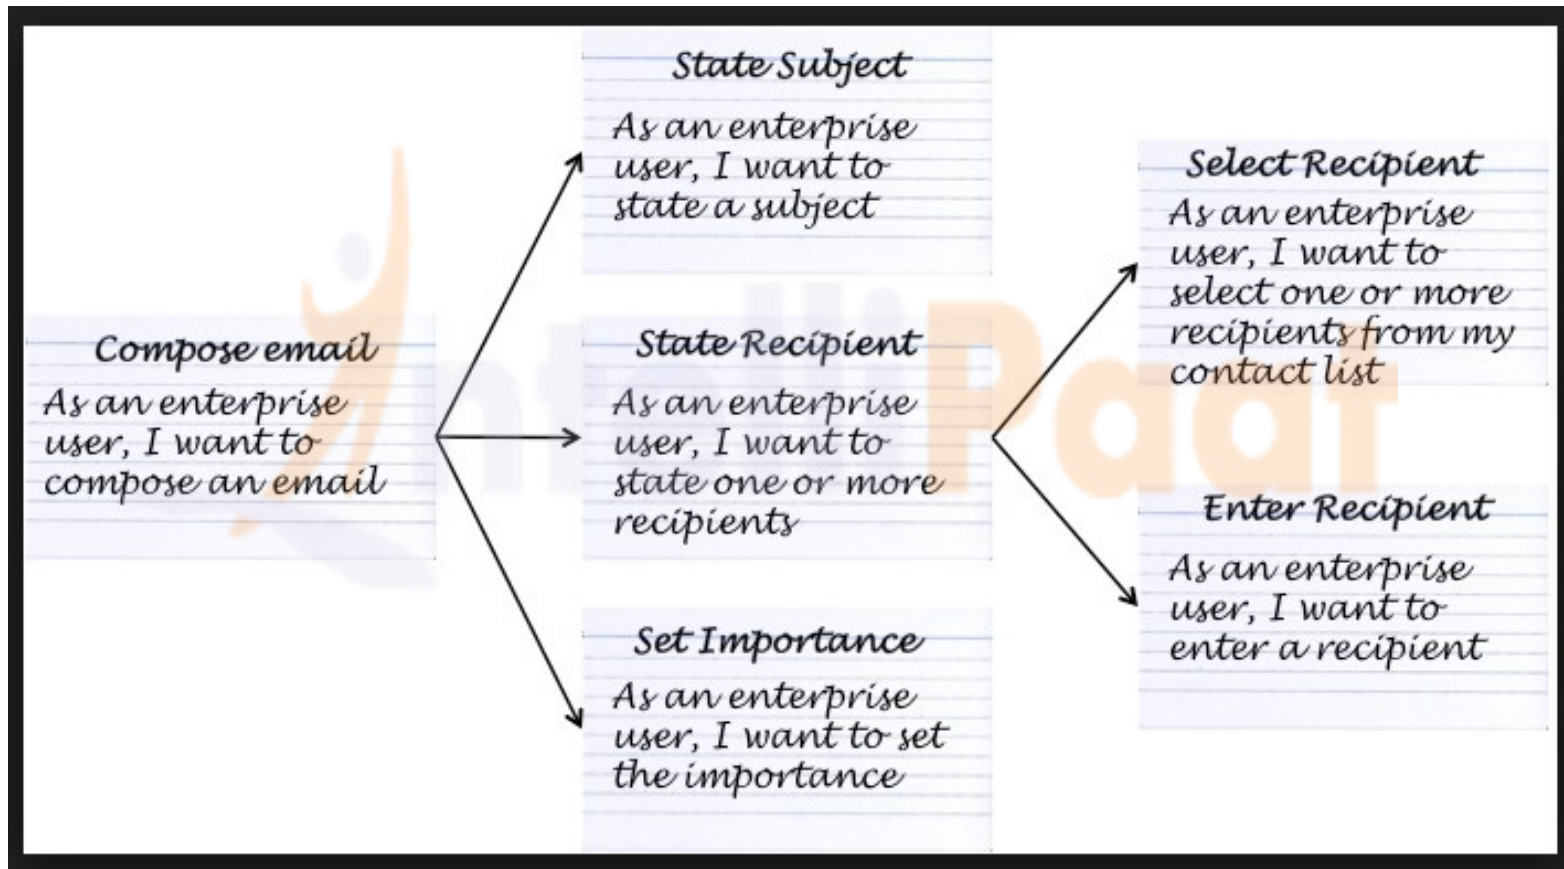 State Subject
As an enterprise
user, I want to
state a subject
Compose email
As an enterprise
user, I want to
compose an email
State Recipient
As an enterprise
user, I want to
state one or more
recipients
Set Importance
As an enterprise
user, I want to set
the importance
Select Recipient
As an enterprise
user, I want to
select one or more
recipients from my
contact list
Enter Recipient
As an enterprise
user, I want to
enter a recipient
IntelliPaat